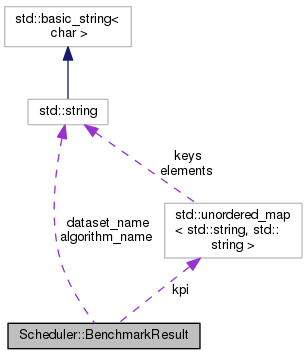 std::basic_string<
char >
std::string
keys
elements
dataset_name
algorithm_name
std::unordered_map
< std::string, std::
string >
kpi
Scheduler::BenchmarkResult